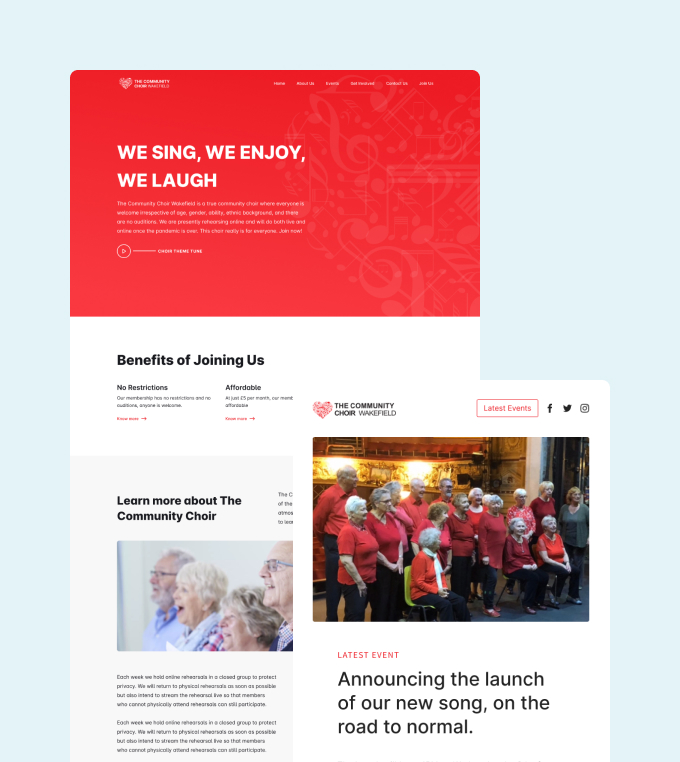 THE COMMUNITY
CHOIR WAKEFIELD
Home About Us Events Get Involved Contact Us Join Us
WE SING, WE ENJOY,
WE LAUGH
The Community Choir Wakefield is a true community choir where everyone is
welcome irrespective of age, gender, ability, ethnic background, and there
are no auditions. We are presently rehearsing online and will do both live and
online once the pandemic is over. This choir really is for everyone. Join now!
CHOIR THEME TUNE
Benefits of Joining Us
No Restrictions
Our membership has no restrictions and no
auditions, anyone is welcome.
Know more
Affordable
At just £5 per month, our memb
affordable
Know more
Learn more about The
Community Choir
The C
of the
atmos
to lear
Each week we hold online rehearsals in a closed group to protect
privacy. We will return to physical rehearsals as soon as possible
but also intend to stream the rehearsal live so that members
who cannot physically attend rehearsals can still participate.
Each week we hold online rehearsals in a closed group to protect
privacy. We will return to physical rehearsals as soon as possible
but also intend to stream the rehearsal live so that members
who cannot physically attend rehearsals can still participate.
THE COMMUNITY
CHOIR WAKEFIELD
Latest Events
LATEST EVENT
Announcing the launch
of our new song, on the
road to normal.